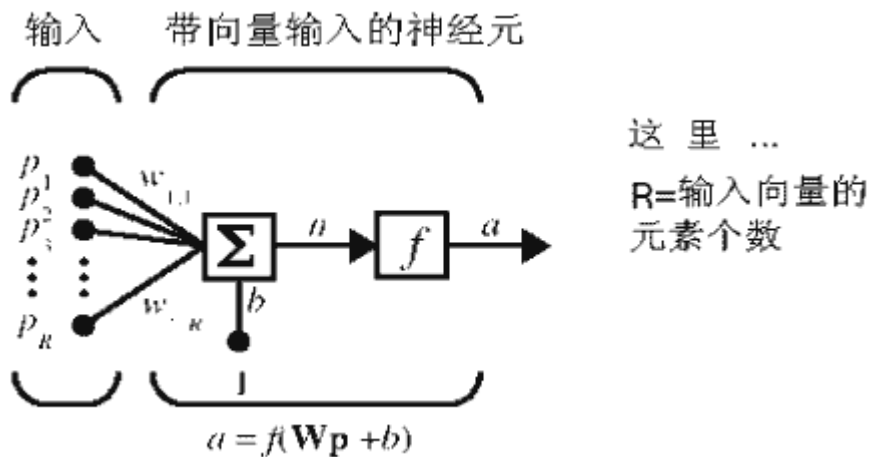 输入
带向量输入的神经元
p1
p2
p3
pR
w1,1
Σ
n
f
a
w1,R
b
1
a = f(Wp +b)
这 里 ...
R=输入向量的
元素个数